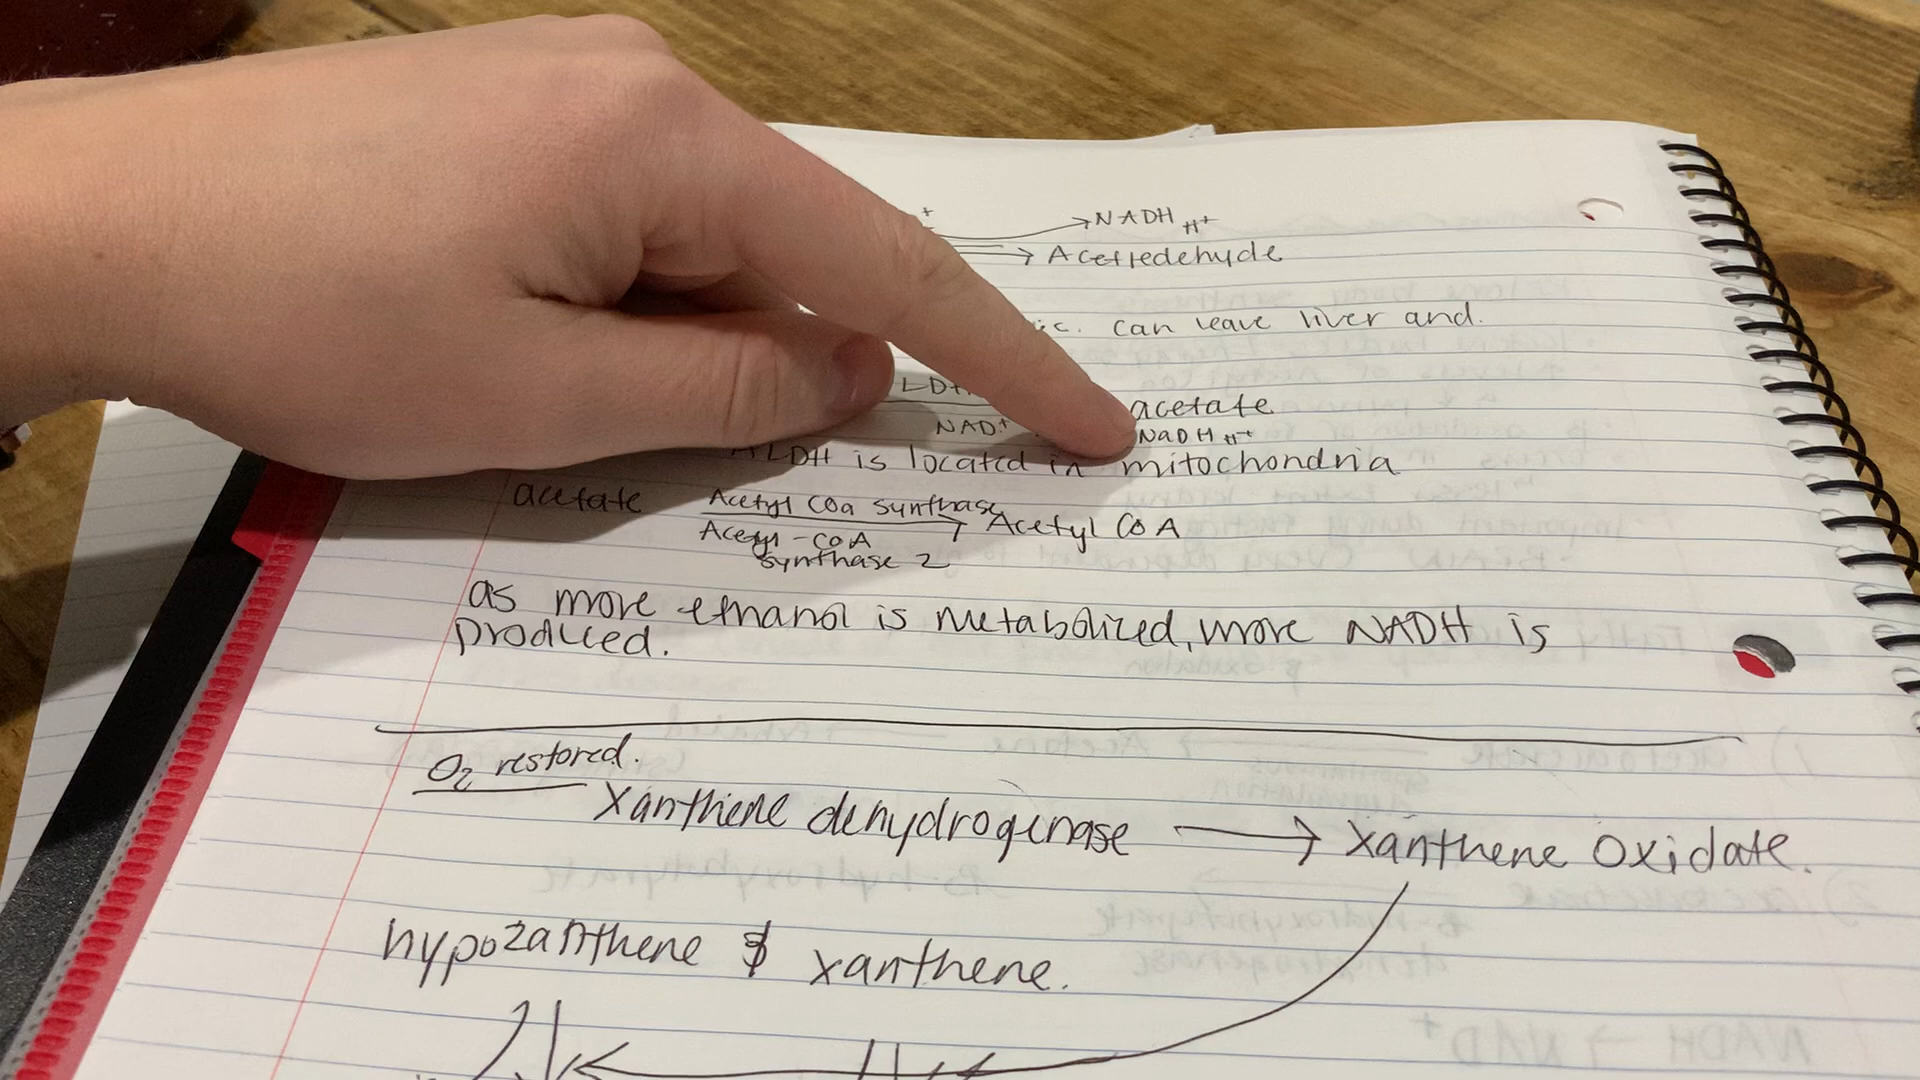 +
→NADH H+
→ Acetledehyde
can leave liver and.
acetate
NAD+ NaDH H+
ALDH is located in mitochondria
acetate Acetyl COA synthase → Acetyl CoA
Acetyl-CoA
synthase 2
as more ethanol is metabolized, more NADH is
produced.
O2 restored.
Xanthene dehydrogenase → Xanthene Oxidate.
hypozanthene & xanthene.